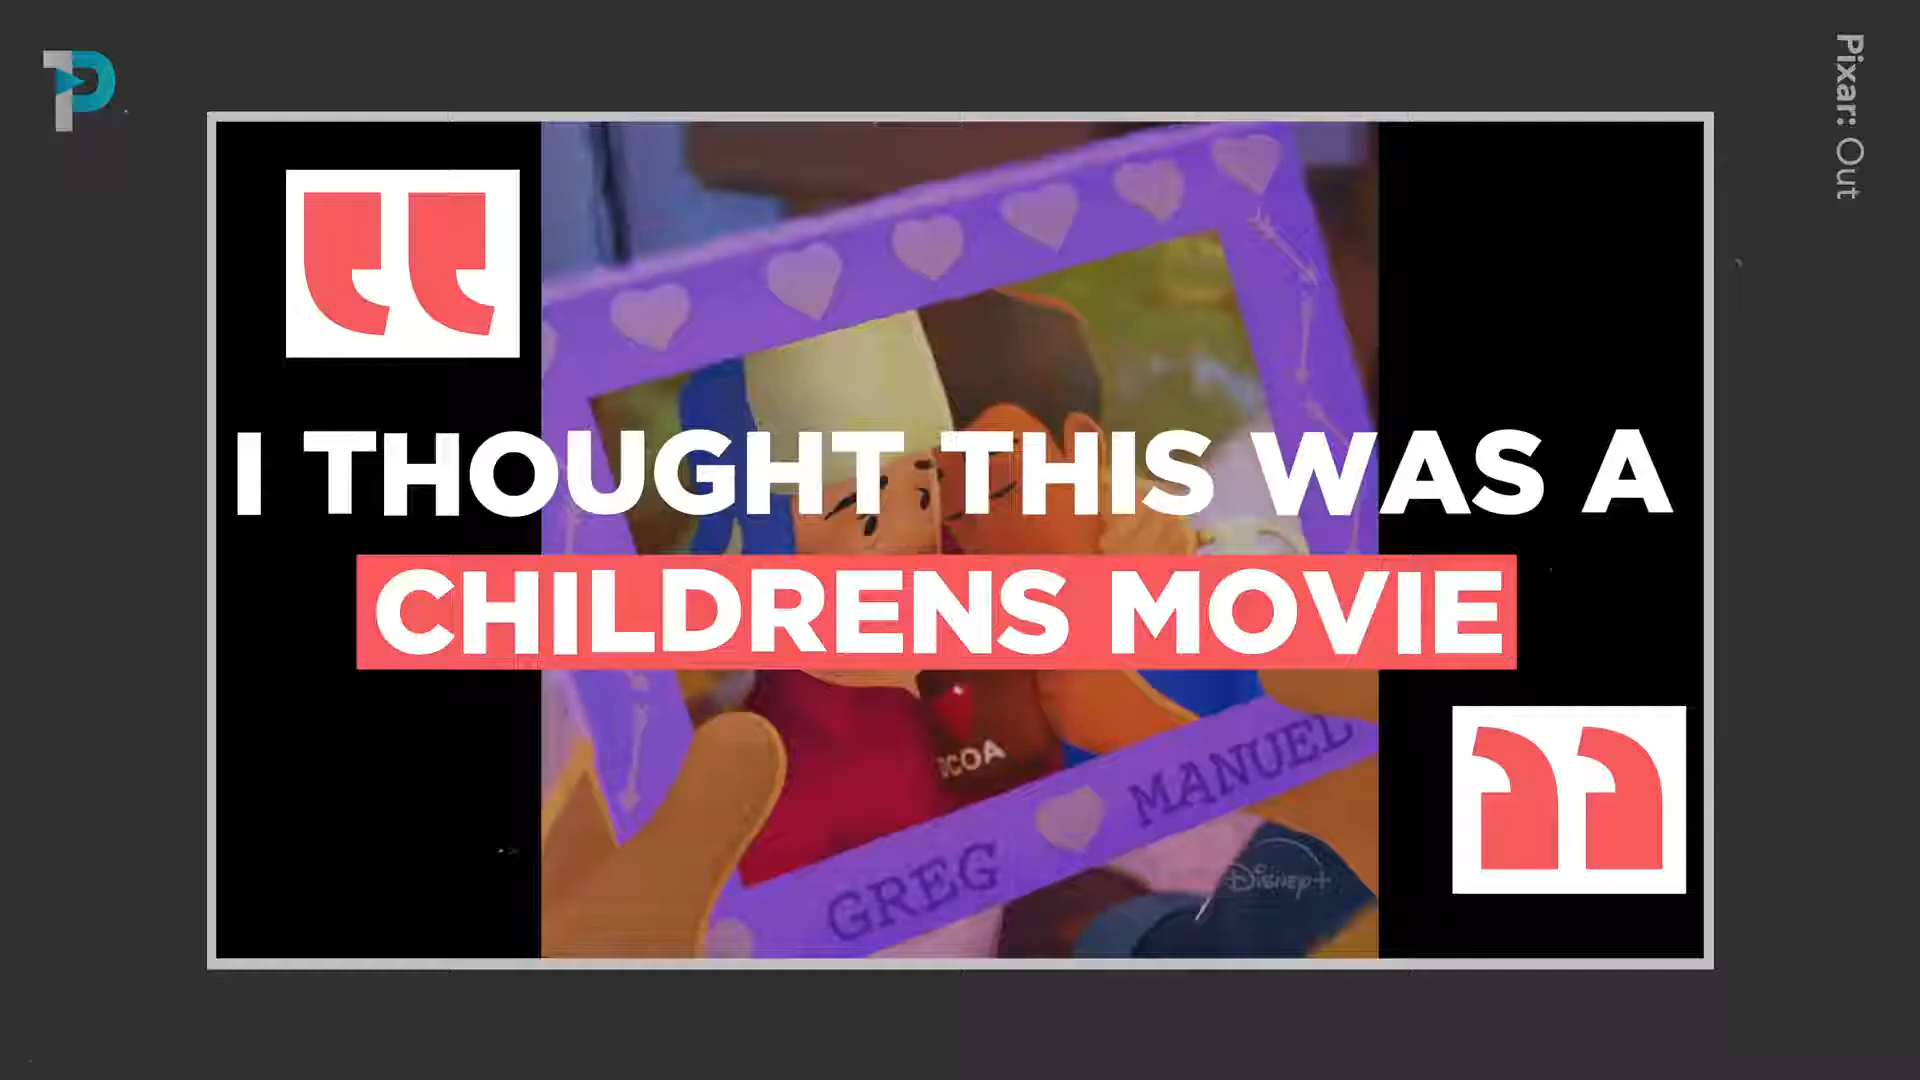 Pixar: Out
I THOUGHT THIS WAS A
CHILDRENS MOVIE
COA
GREG MANUEL
Disney+